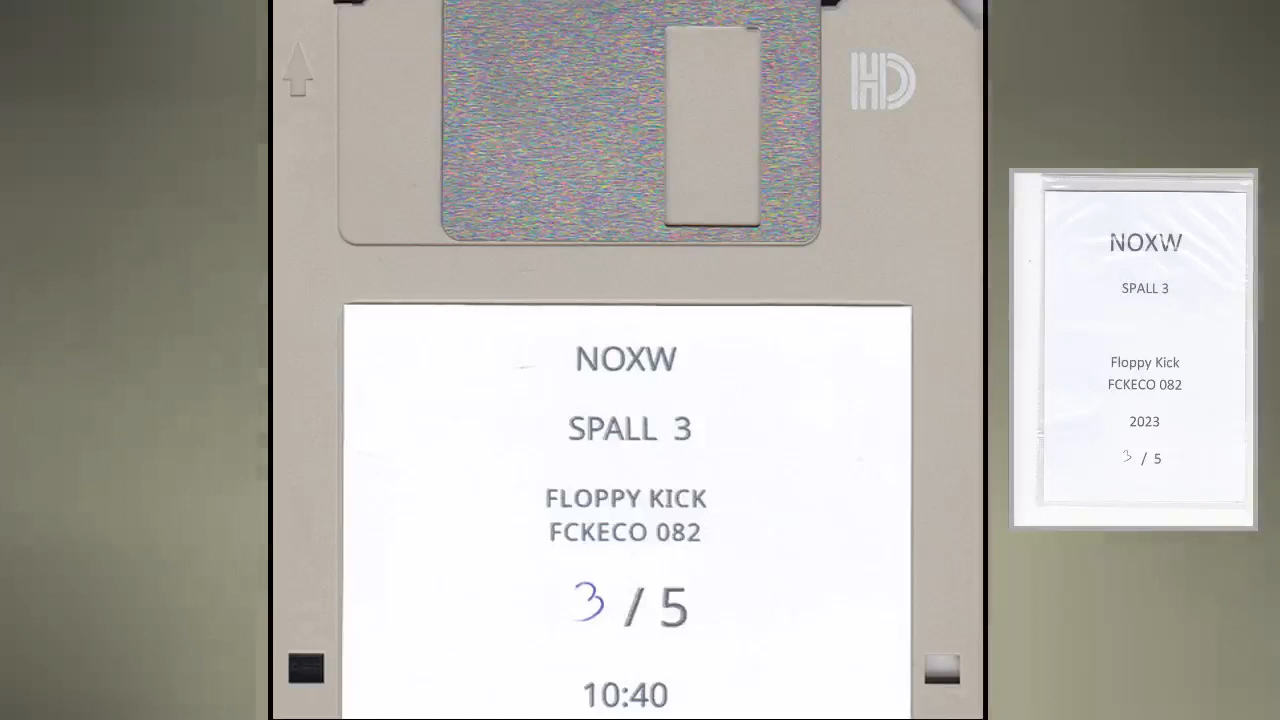 HD
NOXW
SPALL 3
FLOPPY KICK
FCKECO 082
3 / 5
10:40
NOXW
SPALL 3
Floppy Kick
FCKECO 082
2023
3 / 5